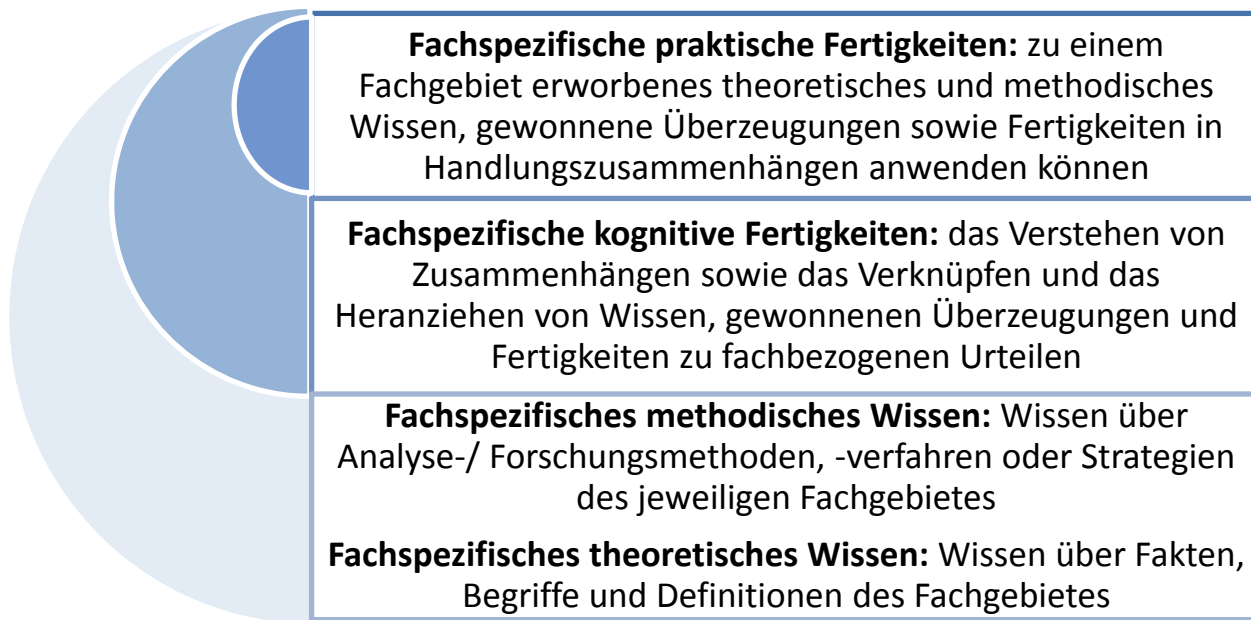 Fachspezifische praktische Fertigkeiten: zu einem
Fachgebiet erworbenes theoretisches und methodisches
Wissen, gewonnene Überzeugungen sowie Fertigkeiten in
Handlungszusammenhängen anwenden können
Fachspezifische kognitive Fertigkeiten: das Verstehen von
Zusammenhängen sowie das Verknüpfen und das
Heranziehen von Wissen, gewonnenen Überzeugungen und
Fertigkeiten zu fachbezogenen Urteilen
Fachspezifisches methodisches Wissen: Wissen über
Analyse-/ Forschungsmethoden, -verfahren oder Strategien
des jeweiligen Fachgebietes
Fachspezifisches theoretisches Wissen: Wissen über Fakten,
Begriffe und Definitionen des Fachgebietes